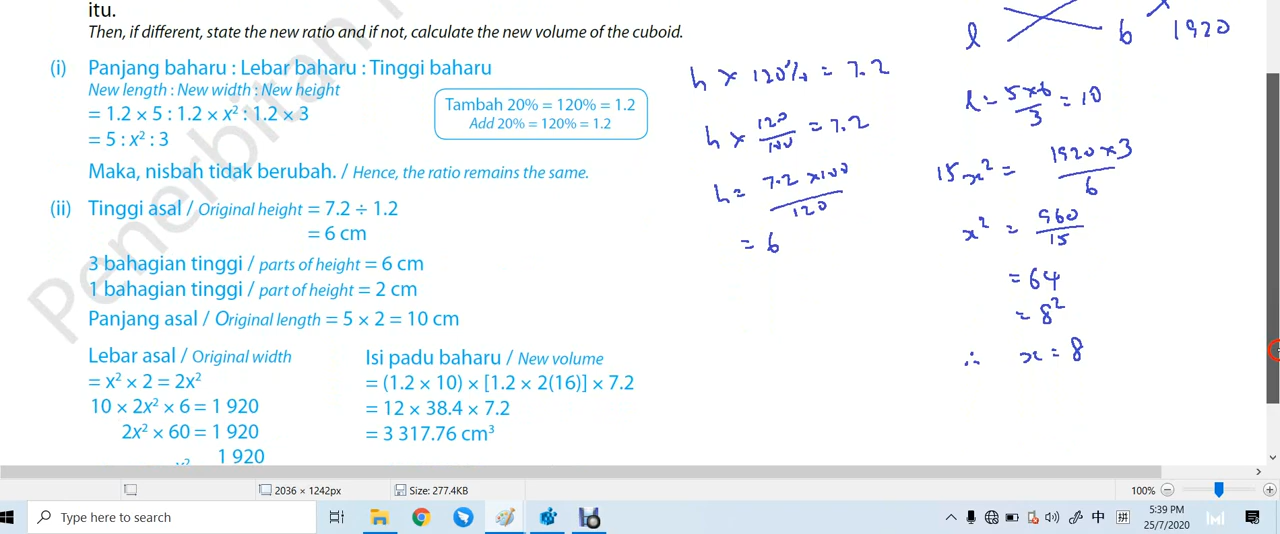 itu.
Then, if different, state the new ratio and if not, calculate the new volume of the cuboid.
(i) Panjang baharu : Lebar baharu : Tinggi baharu
New length : New width : New height
= 1.2 × 5 : 1.2 × x² : 1.2 × 3
= 5 : x² : 3
Tambah 20% = 120% = 1.2
Add 20% = 120% = 1.2
Maka, nisbah tidak berubah. / Hence, the ratio remains the same.
(ii) Tinggi asal / Original height = 7.2 ÷ 1.2
= 6 cm
3 bahagian tinggi / parts of height = 6 cm
1 bahagian tinggi / part of height = 2 cm
Panjang asal / Original length = 5 × 2 = 10 cm
Lebar asal / Original width
= x² × 2 = 2x²
10 × 2x² × 6 = 1 920
2x² × 60 = 1 920
x² 1 920
Isi padu baharu / New volume
= (1.2 × 10) × [1.2 × 2(16)] × 7.2
= 12 × 38.4 × 7.2
= 3 317.76 cm³
h × 120% = 7.2
h × 120/100 = 7.2
h = 7.2 × 100 / 120
= 6
l 6 1920
l = 5 × 6 / 3 = 10
15x² = 1920 × 3 / 6
x² = 960 / 15
= 64
= 8²
∴ x = 8
Penerbitan
2036 × 1242px
Size: 277.4KB
100%
Type here to search
中
拼
5:39 PM
25/7/2020